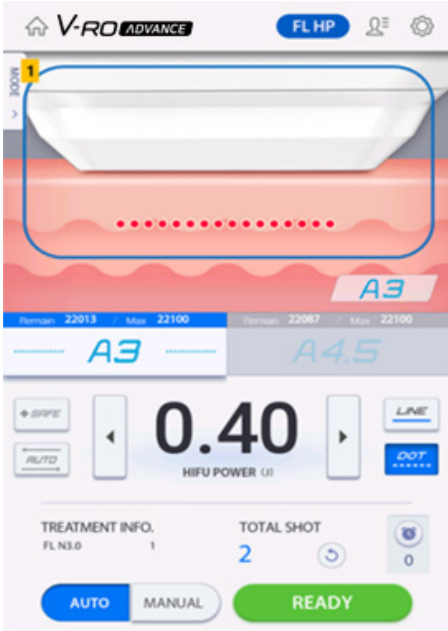 V-RO ADVANCE FL HP
1
MODE
A3
Remain 22013 / Max 22100 Remain 22087 / Max 22100
A3 A4.5
+SAFE 0.40 LINE
AUTO HIFU POWER (J) DOT
TREATMENT INFO. TOTAL SHOT
FL N3.0 1 2 0
AUTO MANUAL READY